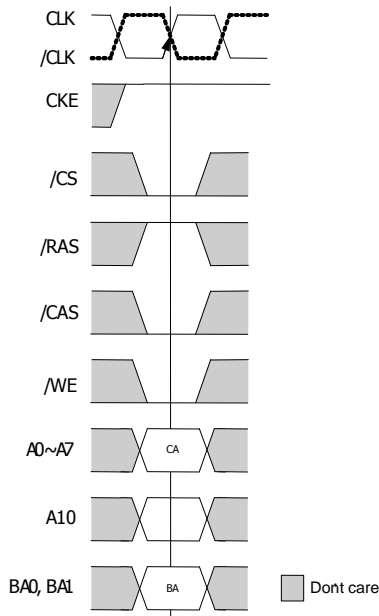 CLK
/CLK
CKE
/CS
/RAS
/CAS
/WE
A0~A7
CA
A10
BA0, BA1
BA
Dont care